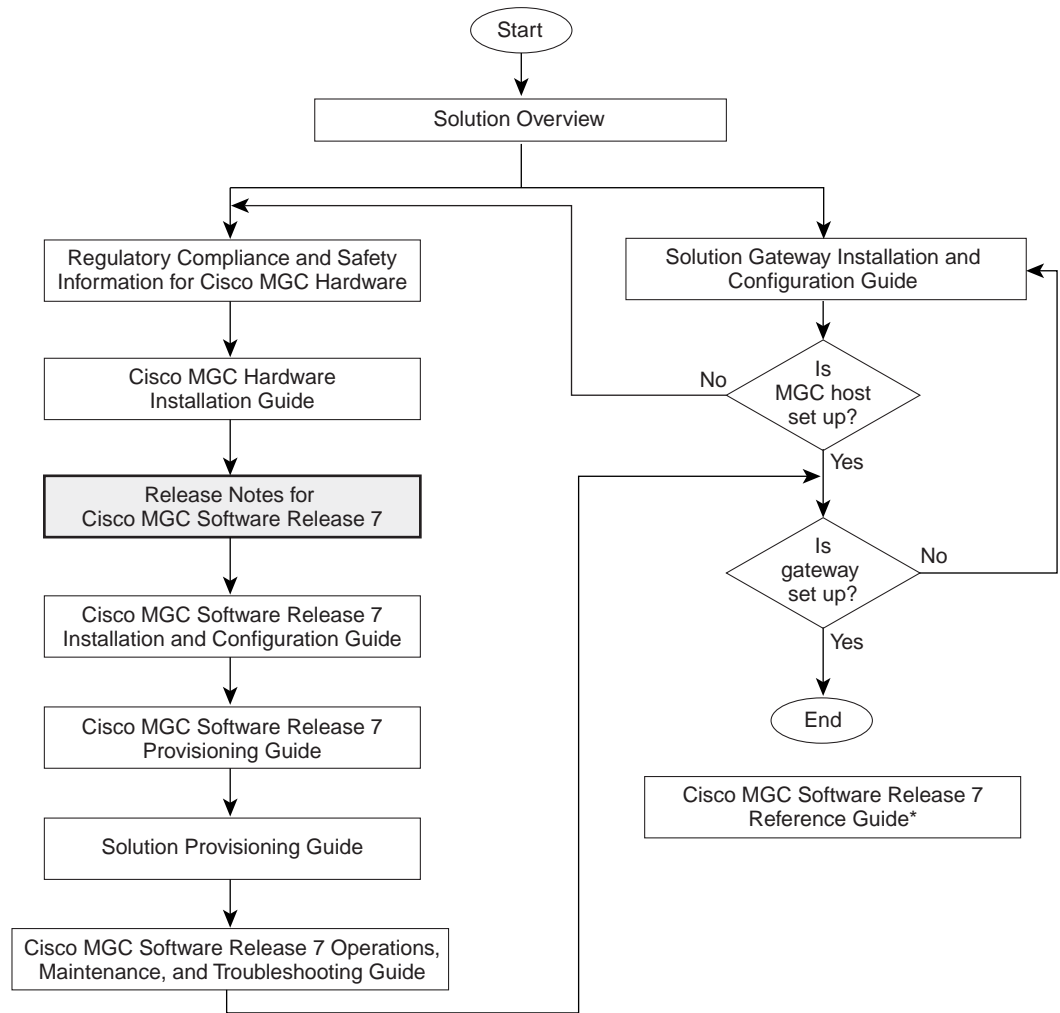 Start
Solution Overview
Regulatory Compliance and Safety
Information for Cisco MGC Hardware
Solution Gateway Installation and
Configuration Guide
Cisco MGC Hardware
Installation Guide
No
Is
MGC host
set up?
Yes
Release Notes for
Cisco MGC Software Release 7
Is
gateway
set up?
No
Yes
Cisco MGC Software Release 7
Installation and Configuration Guide
Cisco MGC Software Release 7
Provisioning Guide
End
Cisco MGC Software Release 7
Reference Guide*
Solution Provisioning Guide
Cisco MGC Software Release 7 Operations,
Maintenance, and Troubleshooting Guide